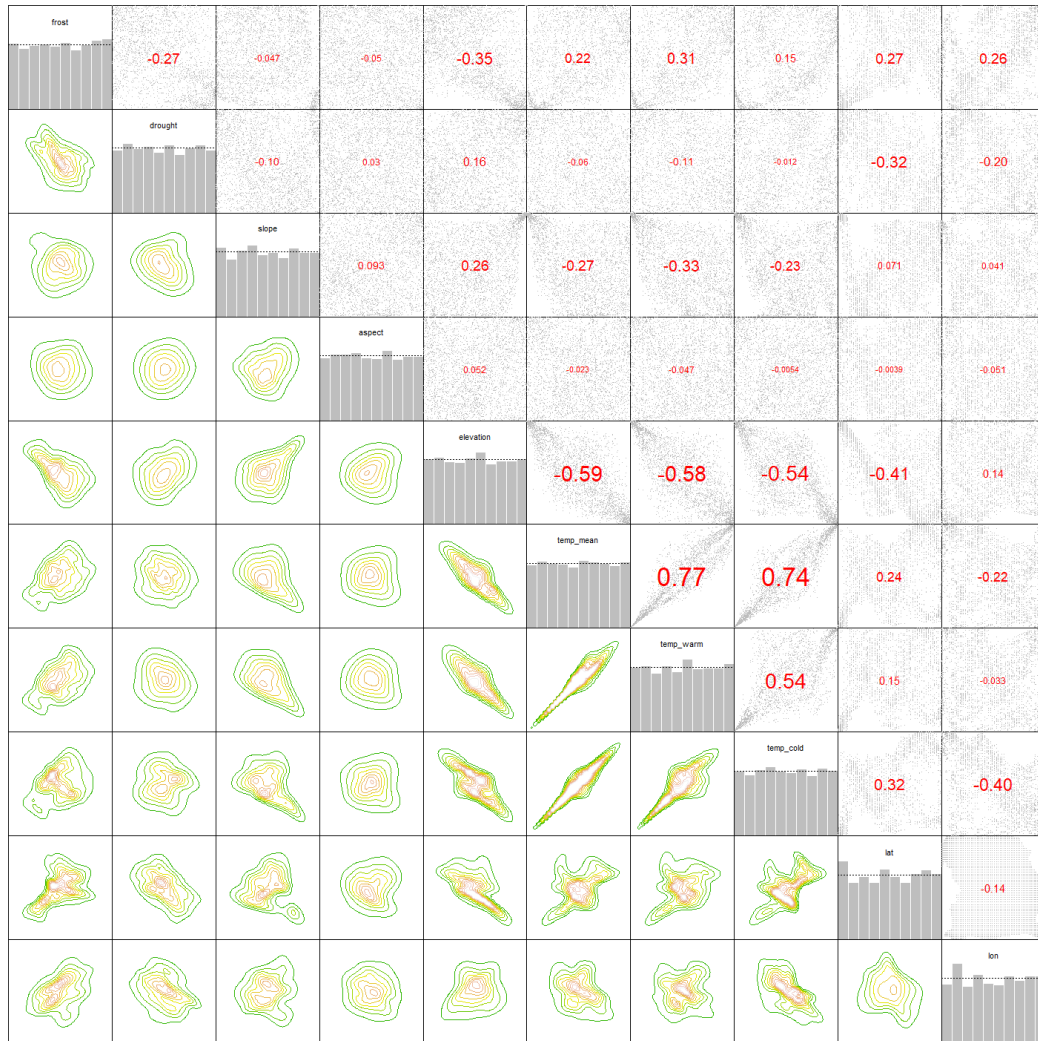 frost
-0.27 -0.047 -0.05 -0.35 0.22 0.31 0.15 0.27 0.26
drought
-0.10 0.03 0.16 -0.06 -0.11 -0.012 -0.32 -0.20
slope
0.093 0.26 -0.27 -0.33 -0.23 0.071 0.041
aspect
0.052 -0.023 -0.047 -0.0054 -0.0039 -0.051
elevation
-0.59 -0.58 -0.54 -0.41 0.14
temp_mean
0.77 0.74 0.24 -0.22
temp_warm
0.54 0.15 -0.033
temp_cold
0.32 -0.40
lat
-0.14
lon